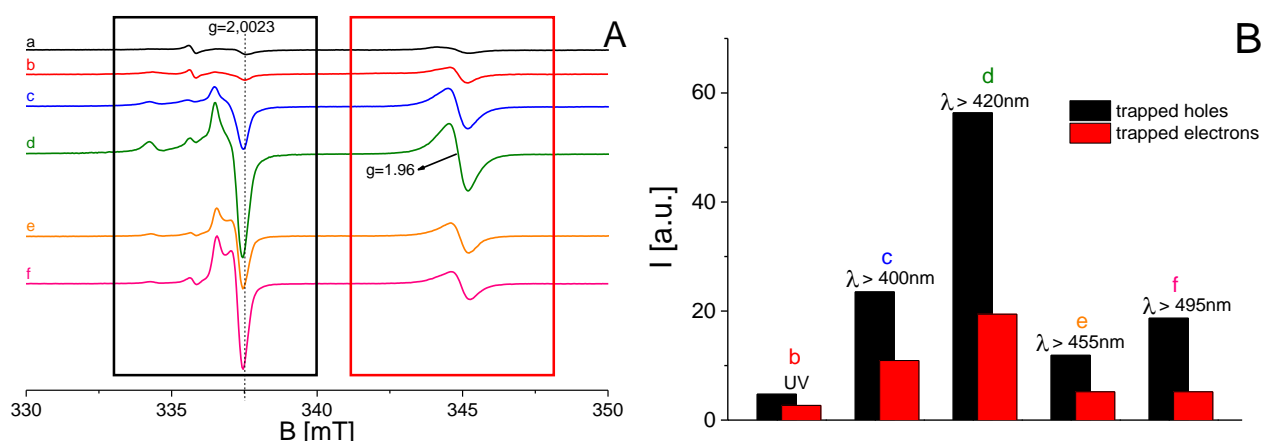 g=2,0023
A
a
b
c
d
g=1.96
e
f
330
335
340
345
350
B [mT]
B
d
λ > 420nm
trapped holes
trapped electrons
c
λ > 400nm
f
λ > 495nm
e
λ > 455nm
b
UV
I [a.u.]
60
40
20
0